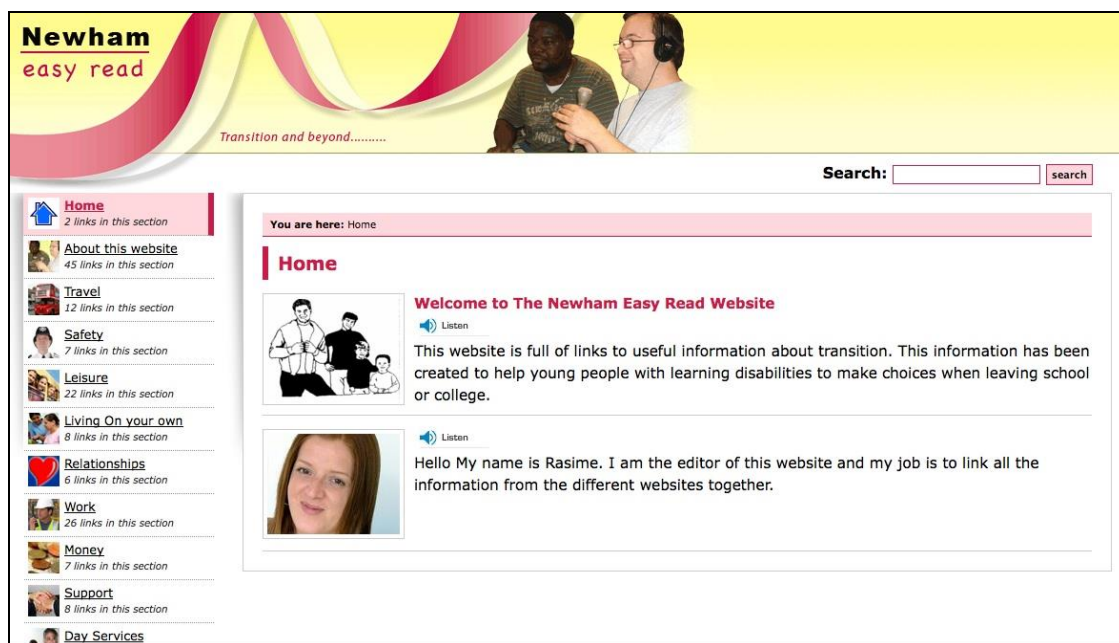 Newham
easy read
Transition and beyond..........
Search:
search
Home
2 links in this section
About this website
45 links in this section
Travel
12 links in this section
Safety
7 links in this section
Leisure
22 links in this section
Living On your own
8 links in this section
Relationships
6 links in this section
Work
26 links in this section
Money
7 links in this section
Support
8 links in this section
Day Services
You are here: Home
Home
Welcome to The Newham Easy Read Website
Listen
This website is full of links to useful information about transition. This information has been
created to help young people with learning disabilities to make choices when leaving school
or college.
Listen
Hello My name is Rasime. I am the editor of this website and my job is to link all the
information from the different websites together.